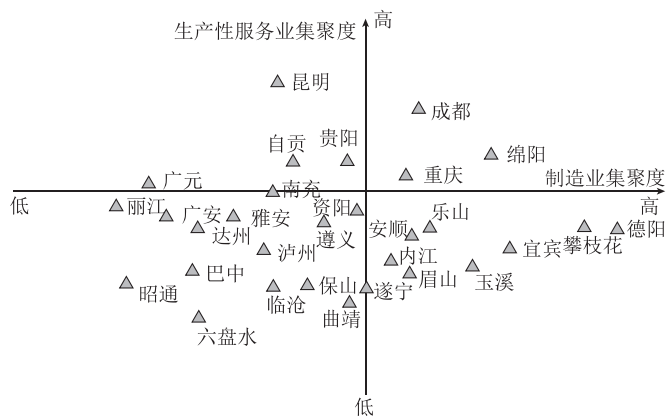 高
生产性服务业集聚度
昆明
成都
贵阳
自贡
绵阳
重庆
广元
制造业集聚度
南充
低
高
丽江
资阳
广安
雅安
乐山
安顺
德阳
达州
遵义
攀枝花
宜宾
泸州
内江
巴中
眉山
玉溪
昭通
保山
遂宁
临沧
曲靖
六盘水
低